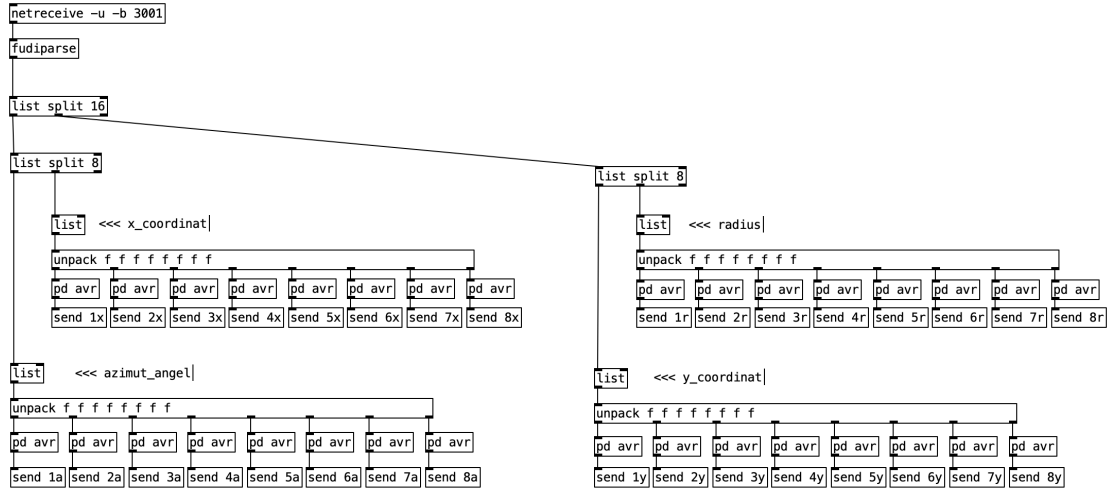 netreceive -u -b 3001
fudiparse
list split 16
list split 8
list split 8
list
<<< x_coordinat
list
<<< radius
unpack f f f f f f f f
unpack f f f f f f f f
pd avr pd avr pd avr pd avr pd avr pd avr pd avr pd avr
pd avr pd avr pd avr pd avr pd avr pd avr pd avr pd avr
send 1x send 2x send 3x send 4x send 5x send 6x send 7x send 8x
send 1r send 2r send 3r send 4r send 5r send 6r send 7r send 8r
list
<<< azimut_angel
list
<<< y_coordinat
unpack f f f f f f f f
unpack f f f f f f f f
pd avr pd avr pd avr pd avr pd avr pd avr pd avr pd avr
pd avr pd avr pd avr pd avr pd avr pd avr pd avr pd avr
send 1a send 2a send 3a send 4a send 5a send 6a send 7a send 8a
send 1y send 2y send 3y send 4y send 5y send 6y send 7y send 8y